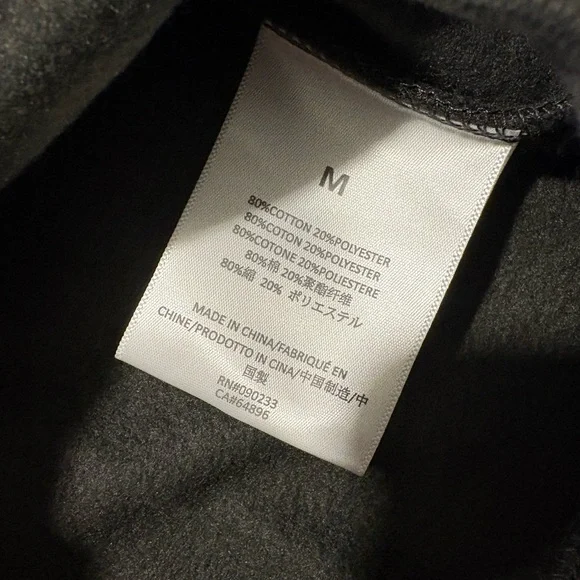 M
80%COTTON 20%POLYESTER
80%COTON 20%POLYESTER
80%COTONE 20%POLIESTERE
80%棉 20%聚酯纤维
80%綿 20% ポリエステル
MADE IN CHINA/FABRIQUÉ EN
CHINE/PRODOTTO IN CINA/中国制造/中
国製
RN#090233
CA#64896